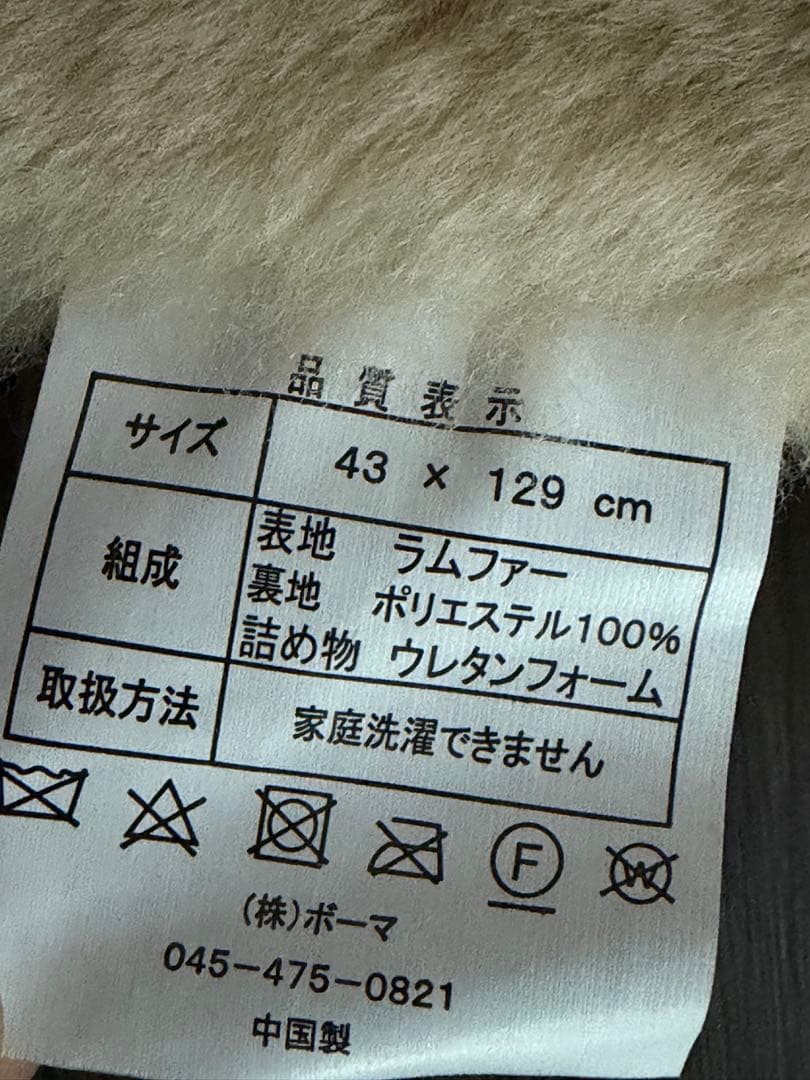 品質表示
サイズ 43 × 129 cm
組成 表地 ラムファー
裏地 ポリエステル100%
詰め物 ウレタンフォーム
取扱方法 家庭洗濯できません
F W
(株)ボーマ
045-475-0821
中国製